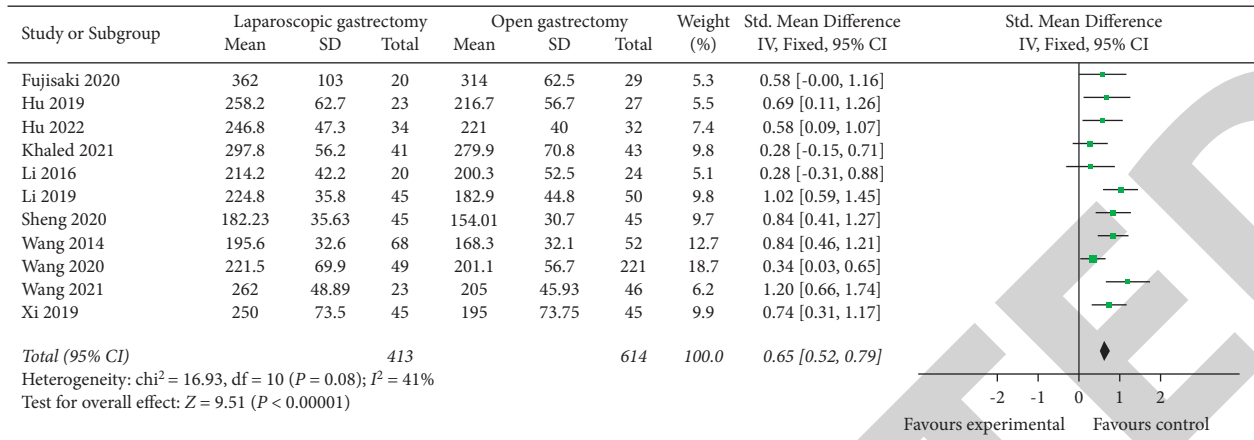 Study or Subgroup Laparoscopic gastrectomy Open gastrectomy Weight (%) Std. Mean Difference IV, Fixed, 95% CI Std. Mean Difference IV, Fixed, 95% CI
Mean SD Total Mean SD Total
Fujisaki 2020 362 103 20 314 62.5 29 5.3 0.58 [-0.00, 1.16]
Hu 2019 258.2 62.7 23 216.7 56.7 27 5.5 0.69 [0.11, 1.26]
Hu 2022 246.8 47.3 34 221 40 32 7.4 0.58 [0.09, 1.07]
Khaled 2021 297.8 56.2 41 279.9 70.8 43 9.8 0.28 [-0.15, 0.71]
Li 2016 214.2 42.2 20 200.3 52.5 24 5.1 0.28 [-0.31, 0.88]
Li 2019 224.8 35.8 45 182.9 44.8 50 9.8 1.02 [0.59, 1.45]
Sheng 2020 182.23 35.63 45 154.01 30.7 45 9.7 0.84 [0.41, 1.27]
Wang 2014 195.6 32.6 68 168.3 32.1 52 12.7 0.84 [0.46, 1.21]
Wang 2020 221.5 69.9 49 201.1 56.7 221 18.7 0.34 [0.03, 0.65]
Wang 2021 262 48.89 23 205 45.93 46 6.2 1.20 [0.66, 1.74]
Xi 2019 250 73.5 45 195 73.75 45 9.9 0.74 [0.31, 1.17]
Total (95% CI) 413 614 100.0 0.65 [0.52, 0.79]
Heterogeneity: chi² = 16.93, df = 10 (P = 0.08); I² = 41%
Test for overall effect: Z = 9.51 (P < 0.00001)
-2 -1 0 1 2
Favours experimental Favours control